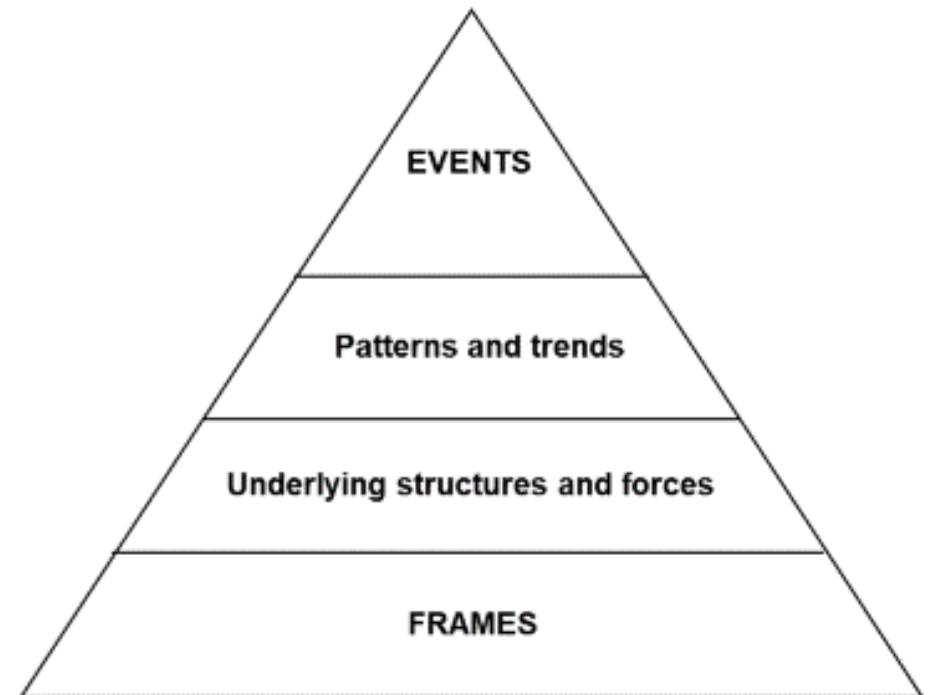 EVENTS
Patterns and trends
Underlying structures and forces
FRAMES